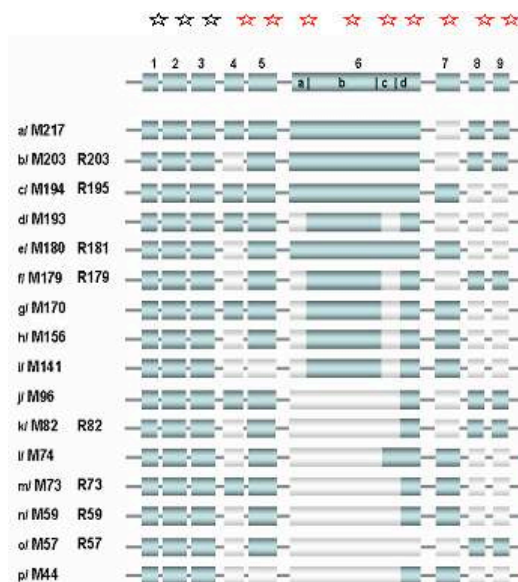 1 2 3 4 5 6 7 8 9
a b c d
a/ M217
b/ M203 R203
c/ M194 R195
d/ M193
e/ M180 R181
f/ M179 R179
g/ M170
h/ M156
i/ M141
j/ M96
k/ M82 R82
l/ M74
m/ M73 R73
n/ M59 R59
o/ M57 R57
p/ M44